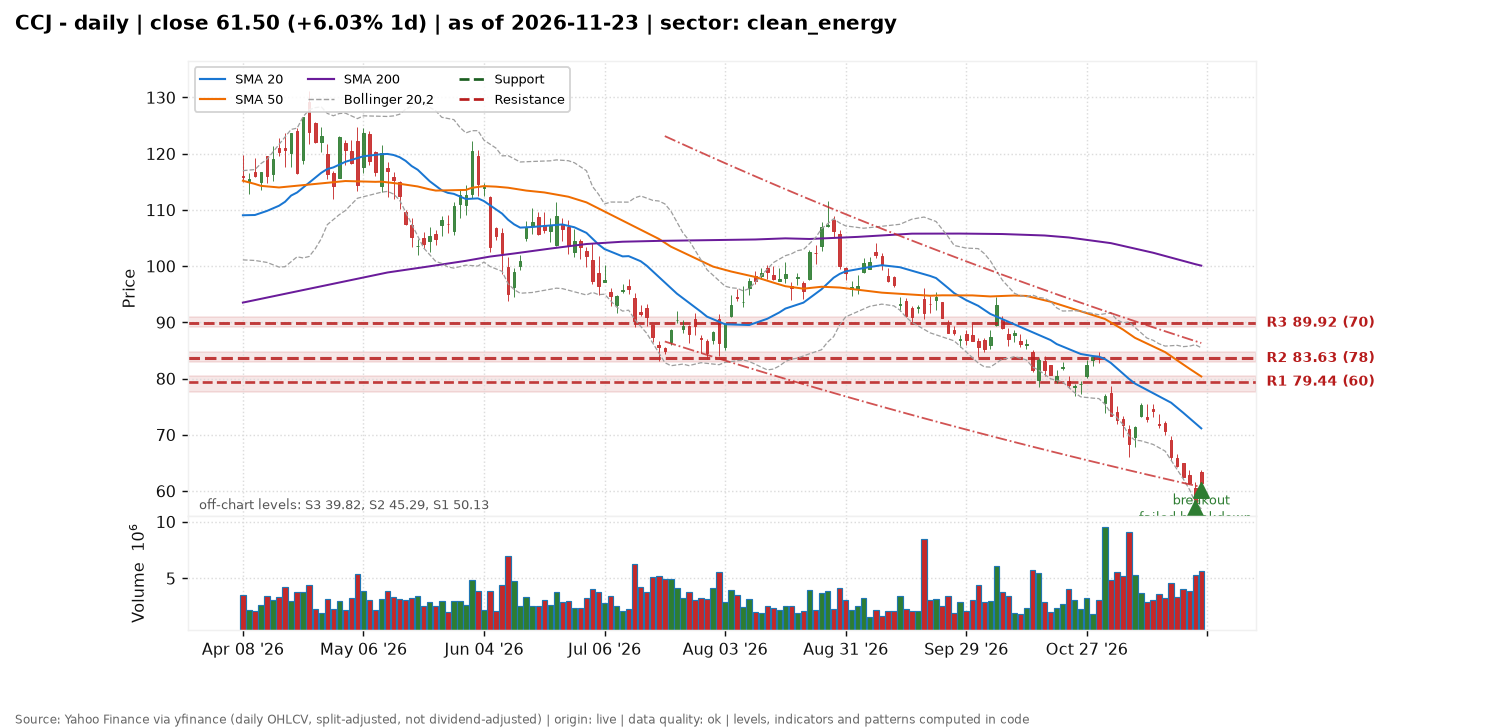 CCJ - daily | close 61.50 (+6.03% 1d) | as of 2026-11-23 | sector: clean_energy
SMA 20
SMA 50
SMA 200
Bollinger 20,2
Support
Resistance
Price
130
120
110
100
90
80
70
60
R3 89.92 (70)
R2 83.63 (78)
R1 79.44 (60)
off-chart levels: S3 39.82, S2 45.29, S1 50.13
breakout
failed breakdown
Volume 10⁶
10
5
Apr 08 '26
May 06 '26
Jun 04 '26
Jul 06 '26
Aug 03 '26
Aug 31 '26
Sep 29 '26
Oct 27 '26
Source: Yahoo Finance via yfinance (daily OHLCV, split-adjusted, not dividend-adjusted) | origin: live | data quality: ok | levels, indicators and patterns computed in code